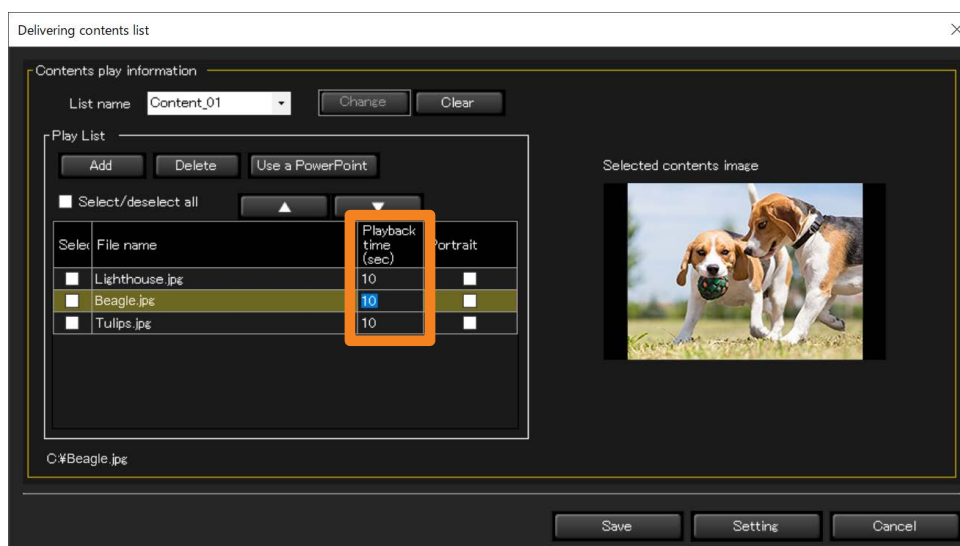 Delivering contents list
Contents play information
List name Content_01 Change Clear
Play List
Add Delete Use a PowerPoint
Selected contents image
Select/deselect all
Selec File name Playback time (sec) Portrait
Lighthouse.jpg 10
Beagle.jpg 10
Tulips.jpg 10
C:¥Beagle.jpg
Save Setting Cancel